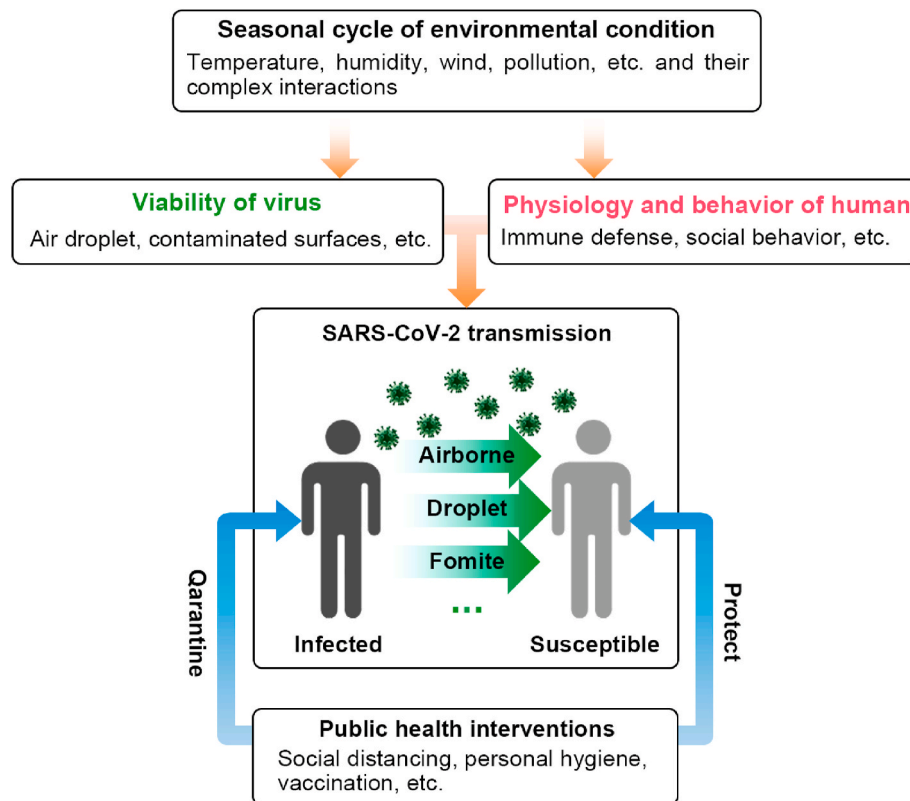 Seasonal cycle of environmental condition
Temperature, humidity, wind, pollution, etc. and their
complex interactions
Viability of virus
Air droplet, contaminated surfaces, etc.
Physiology and behavior of human
Immune defense, social behavior, etc.
SARS-CoV-2 transmission
Airborne
Droplet
Fomite
...
Infected
Susceptible
Qarantine
Protect
Public health interventions
Social distancing, personal hygiene,
vaccination, etc.